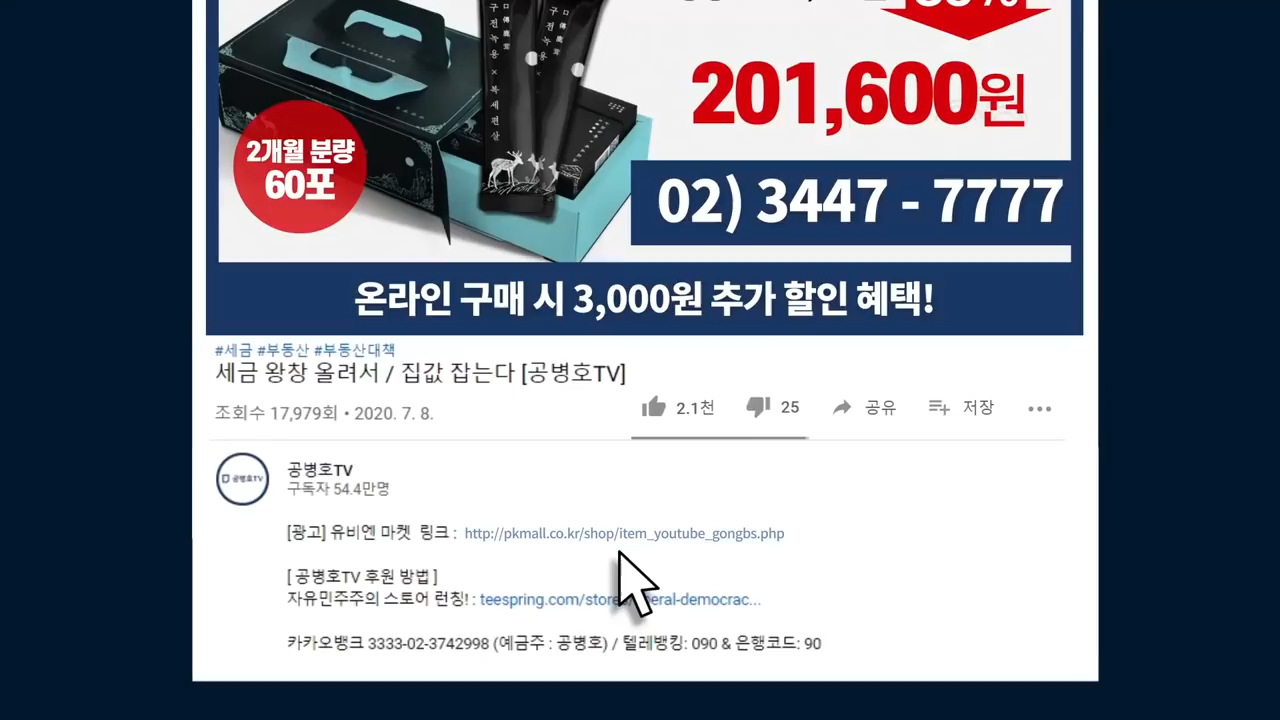 201,600원
2개월 분량
60포
02) 3447 - 7777
온라인 구매 시 3,000원 추가 할인 혜택!
#세금 #부동산 #부동산대책
세금 왕창 올려서 / 집값 잡는다 [공병호TV]
조회수 17,979회 • 2020. 7. 8.
2.1천 25 공유 저장
공병호TV
공병호TV
구독자 54.4만명
[광고] 유비엔 마켓 링크 : http://pkmall.co.kr/shop/item_youtube_gongbs.php
[ 공병호TV 후원 방법 ]
자유민주주의 스토어 런칭! : teespring.com/store eral-democrac...
카카오뱅크 3333-02-3742998 (예금주 : 공병호) / 텔레뱅킹: 090 & 은행코드: 90